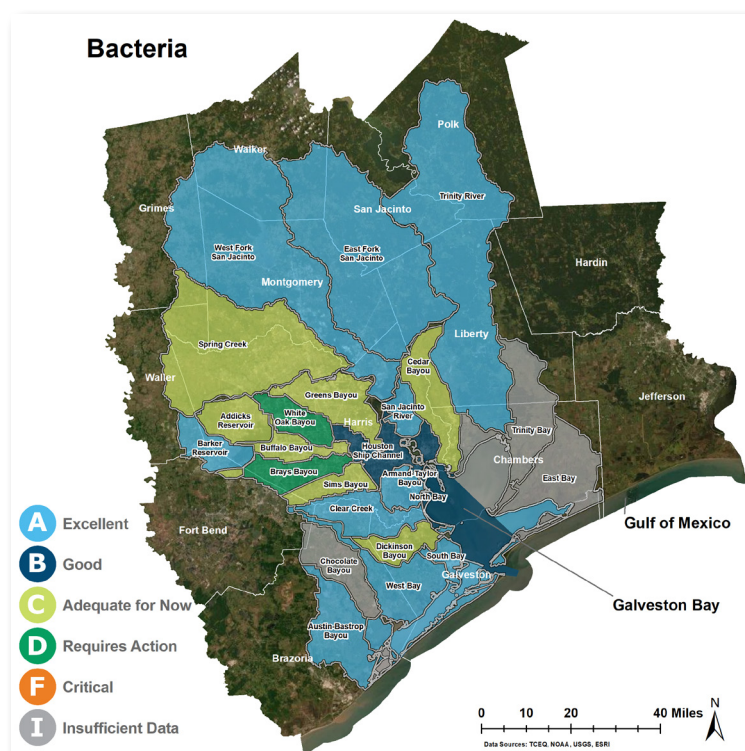 Bacteria
Polk
Walker
Trinity River
Grimes
San Jacinto
West Fork
San Jacinto
East Fork
San Jacinto
Hardin
Montgomery
Liberty
Spring Creek
Cedar
Bayou
Waller
Jefferson
Greens Bayou
San Jacinto
River
Addicks
Reservoir
White
Oak Bayou
Harris
Trinity Bay
Barker
Reservoir
Buffalo Bayou
Houston
Ship Channel
Chambers
Brays Bayou
Armand-Taylor
Bayou
East Bay
Sims Bayou
North Bay
Clear Creek
A Excellent
Gulf of Mexico
Fort Bend
B Good
Dickinson
Bayou
South Bay
Chocolate
Bayou
Galveston
West Bay
C Adequate for Now
Galveston Bay
Austin-Bastrop
Bayou
D Requires Action
Brazoria
F Critical
N
0 10 20 40 Miles
I Insufficient Data
Data Sources: TCEQ, NOAA, USGS, ESRI